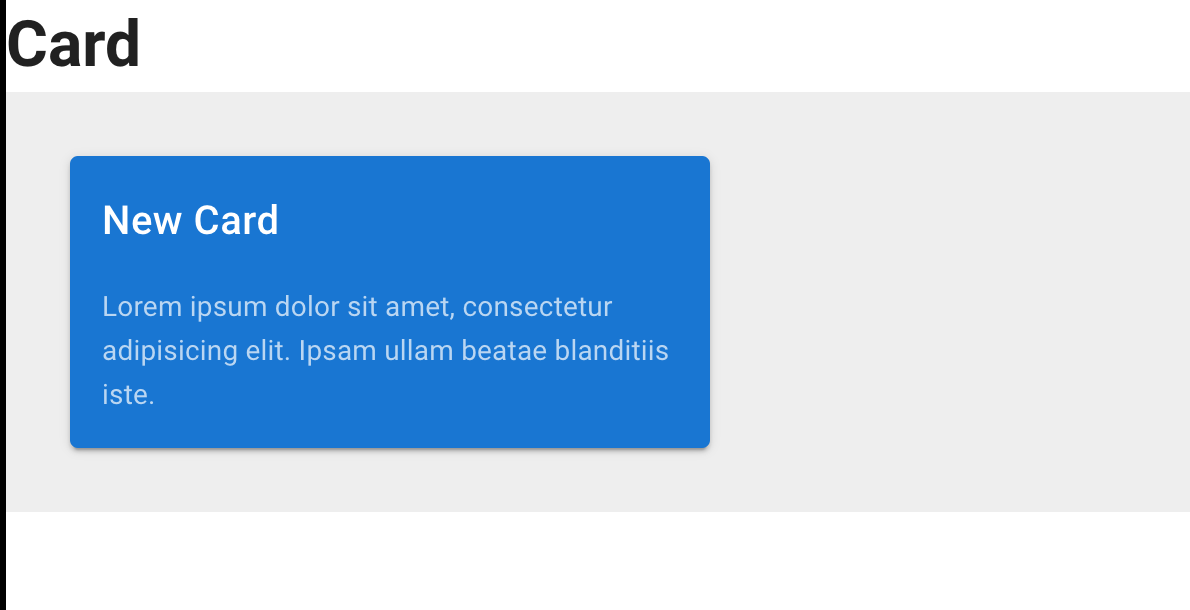 Card
New Card
Lorem ipsum dolor sit amet, consectetur
adipisicing elit. Ipsam ullam beatae blanditiis
iste.